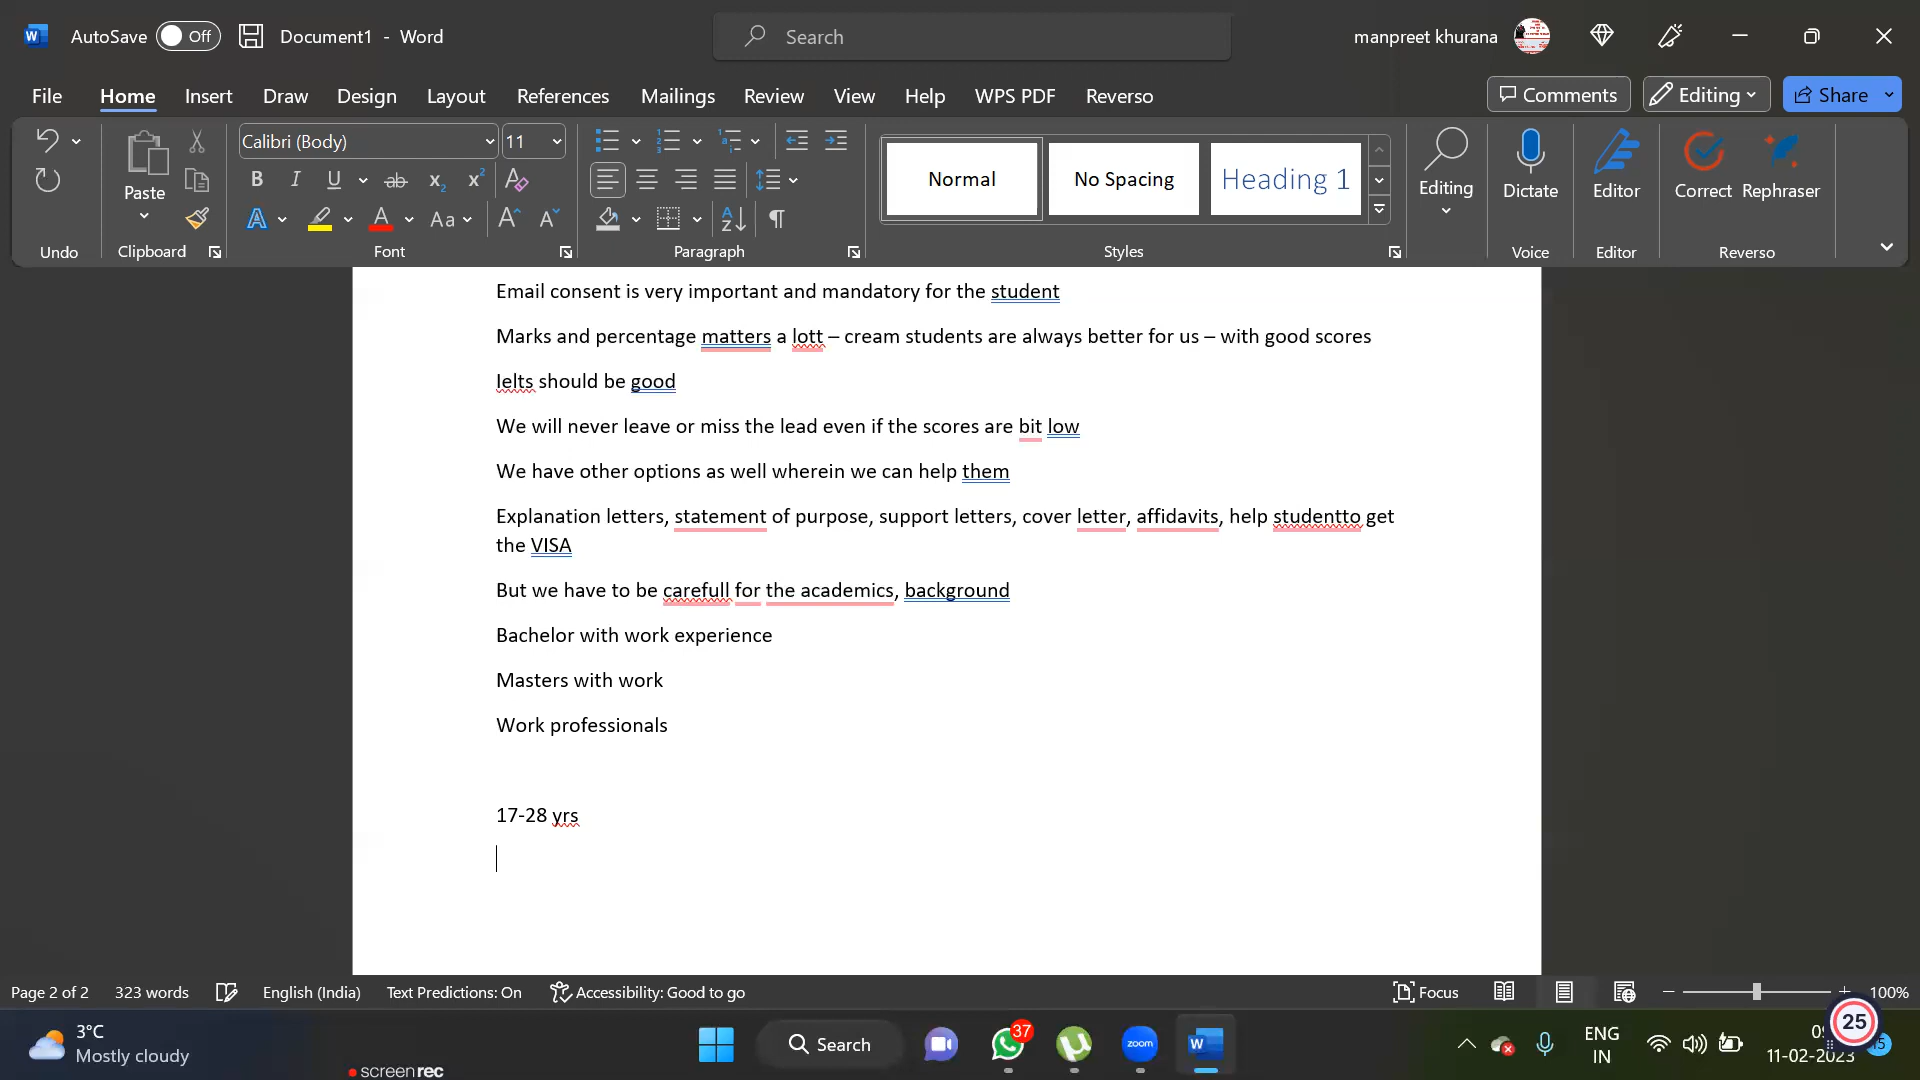 AutoSave Off Document1 - Word Search manpreet khurana
File Home Insert Draw Design Layout References Mailings Review View Help WPS PDF Reverso Comments Editing Share
Calibri (Body) 11
Paste
Normal No Spacing Heading 1
Editing Dictate Editor Correct Rephraser
Undo Clipboard Font Paragraph Styles Voice Editor Reverso
Email consent is very important and mandatory for the student
Marks and percentage matters a lott – cream students are always better for us – with good scores
Ielts should be good
We will never leave or miss the lead even if the scores are bit low
We have other options as well wherein we can help them
Explanation letters, statement of purpose, support letters, cover letter, affidavits, help studentto get
the VISA
But we have to be carefull for the academics, background
Bachelor with work experience
Masters with work
Work professionals
17-28 yrs
Page 2 of 2 323 words English (India) Text Predictions: On Accessibility: Good to go Focus 100%
3°C
Mostly cloudy
screenrec
Search
37
zoom
ENG
IN
11-02-2023
25